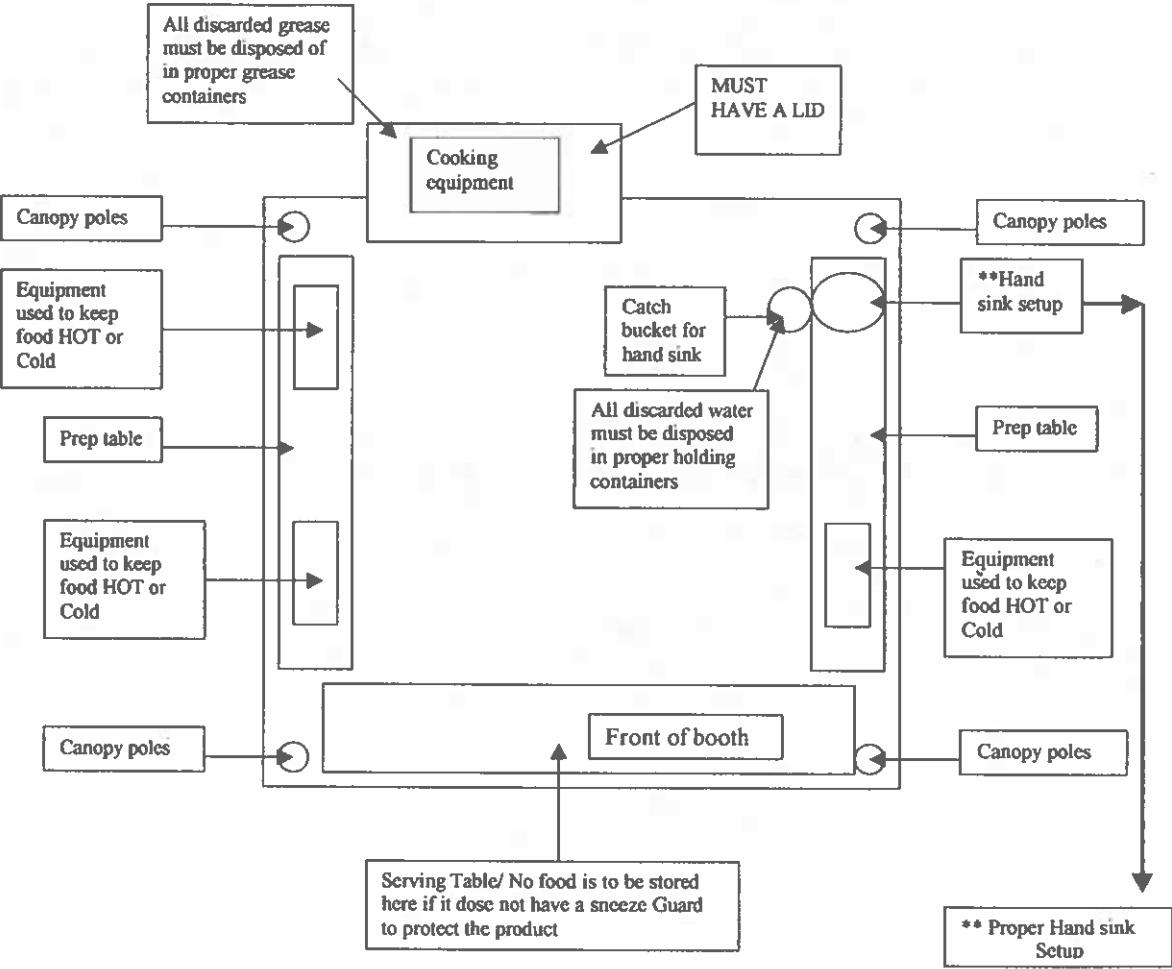 All discarded grease
must be disposed of
in proper grease
containers
MUST
HAVE A LID
Cooking
equipment
Canopy poles
Canopy poles
Equipment
used to keep
food HOT or
Cold
Catch
bucket for
hand sink
**Hand
sink setup
Prep table
All discarded water
must be disposed
in proper holding
containers
Prep table
Equipment
used to keep
food HOT or
Cold
Equipment
used to keep
food HOT or
Cold
Canopy poles
Front of booth
Canopy poles
Serving Table/ No food is to be stored
here if it dose not have a sneeze Guard
to protect the product
** Proper Hand sink
Setup